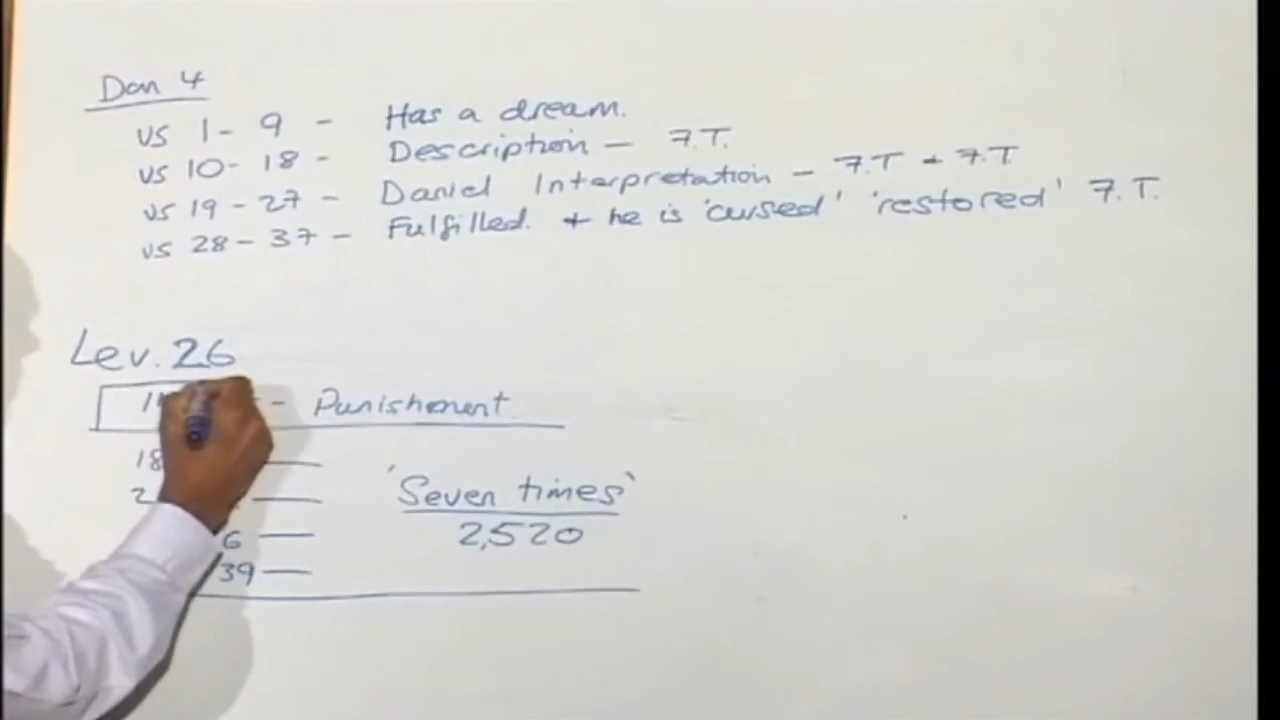 Dan 4
vs 1 - 9 - Has a dream.
vs 10 - 18 - Description - 7.T.
vs 19 - 27 - Daniel Interpretation - 7.T + 7.T
vs 28 - 37 - Fulfilled. + he is 'cursed' 'restored' 7.T.
Lev. 26
- Punishment
18 —
2 —
'Seven times'
6 —
2,520
39 —